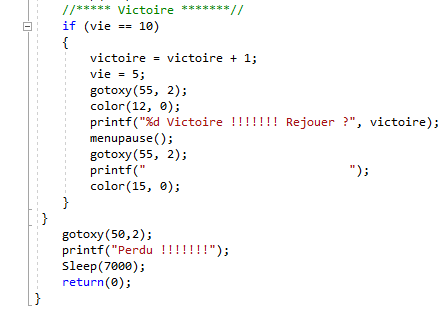 //***** Victoire *******//
if (vie == 10)
{
victoire = victoire + 1;
vie = 5;
gotoxy(55, 2);
color(12, 0);
printf("%d Victoire !!!!!!! Rejouer ?", victoire);
menupause();
gotoxy(55, 2);
printf("                            ");
color(15, 0);
}
}
gotoxy(50,2);
printf("Perdu !!!!!!!");
Sleep(7000);
return(0);
}